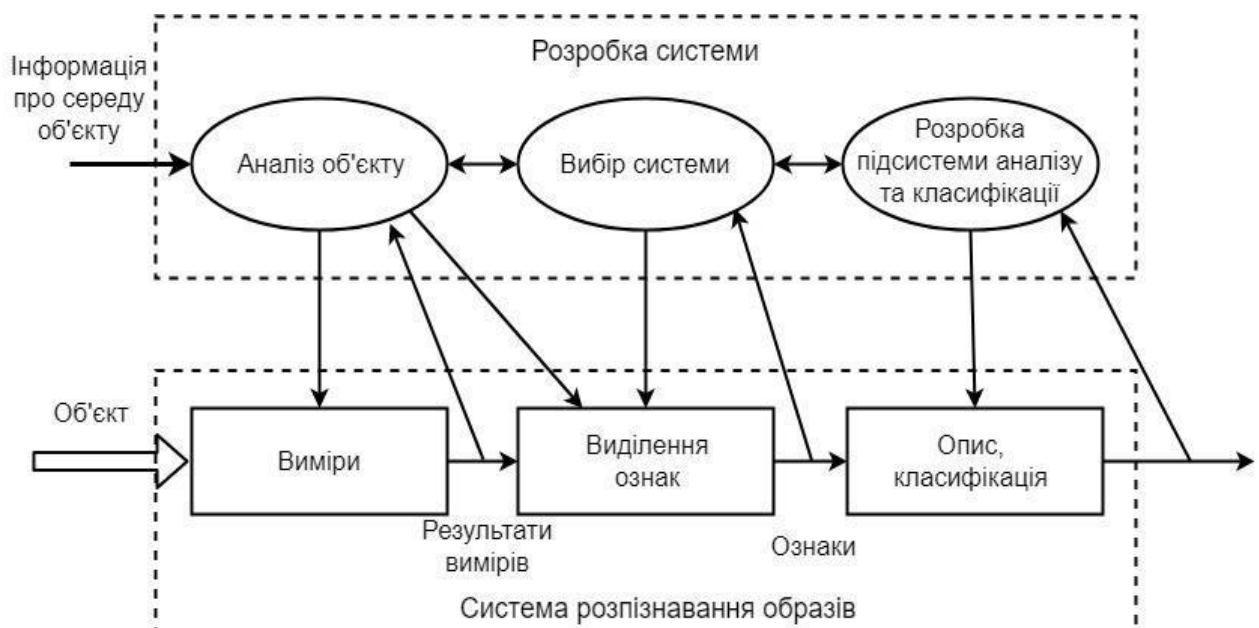 Розробка системи
Інформація
про середу
об'єкту
Аналіз об'єкту
Вибір системи
Розробка
підсистеми аналізу
та класифікації
Об'єкт
Виміри
Виділення
ознак
Опис,
класифікація
Результати
вимірів
Ознаки
Система розпізнавання образів